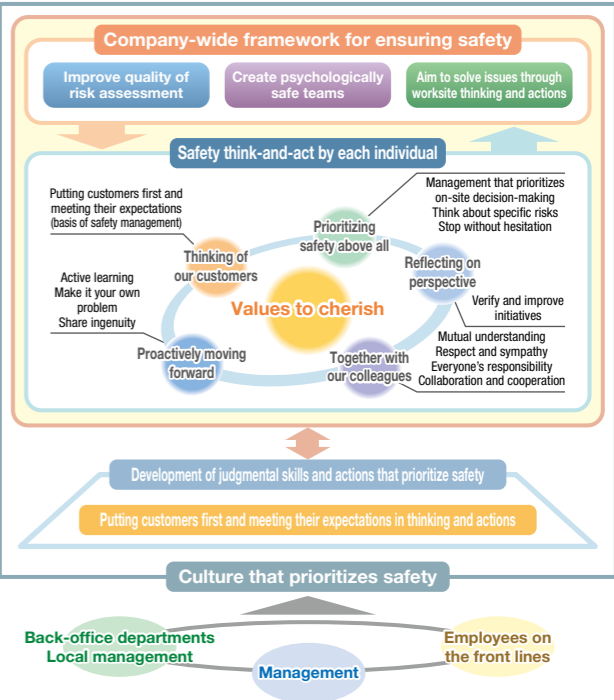 Company-wide framework for ensuring safety
Improve quality of
risk assessment
Create psychologically
safe teams
Aim to solve issues through
worksite thinking and actions
Safety think-and-act by each individual
Putting customers first and
meeting their expectations
(basis of safety management)
Thinking of
our customers
Prioritizing
safety above all
Management that prioritizes
on-site decision-making
Think about specific risks
Stop without hesitation
Reflecting on
perspective
Verify and improve
initiatives
Values to cherish
Active learning
Make it your own
problem
Share ingenuity
Proactively moving
forward
Together with
our colleagues
Mutual understanding
Respect and sympathy
Everyone's responsibility
Collaboration and cooperation
Development of judgmental skills and actions that prioritize safety
Putting customers first and meeting their expectations in thinking and actions
Culture that prioritizes safety
Back-office departments
Local management
Management
Employees on
the front lines